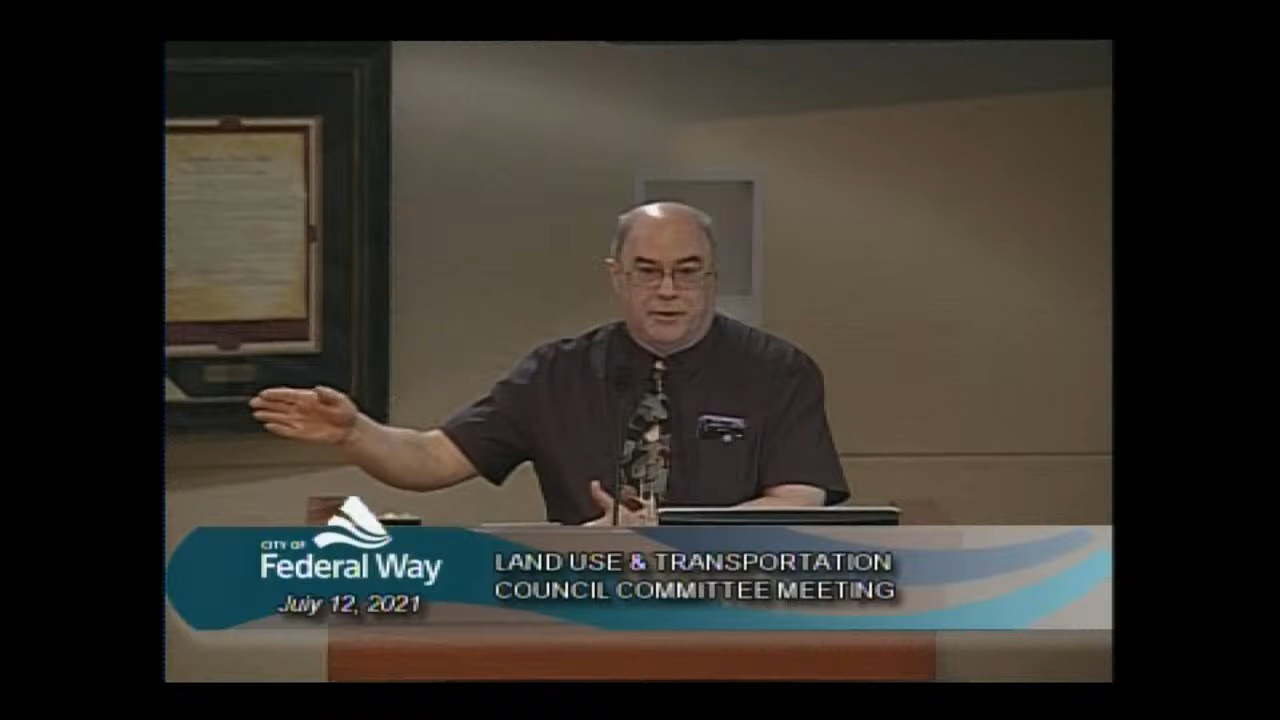 CITY OF
Federal Way
July 12, 2021
LAND USE & TRANSPORTATION
COUNCIL COMMITTEE MEETING